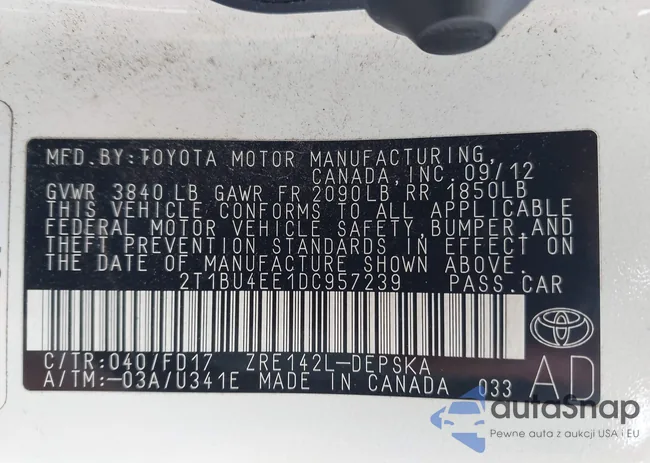 MFD.BY:TOYOTA MOTOR MANUFACTURING,
CANADA,INC.09/12
GVWR 3840LB GAWR FR 2090LB RR 1850LB
THIS VEHICLE CONFORMS TO ALL APPLICABLE
FEDERAL MOTOR VEHICLE SAFETY,BUMPER,AND
THEFT PREVENTION STANDARDS IN EFFECT ON
THE DATE OF MANUFACTURE SHOWN ABOVE.
2T1BU4EE1DC957239 PASS.CAR
C/TR:040/FD17 ZRE142L-DEPSKA
A/TM:-03A/U341E MADE IN CANADA 033
AD
autoSnap
Pewne auta z aukcji USA i EU